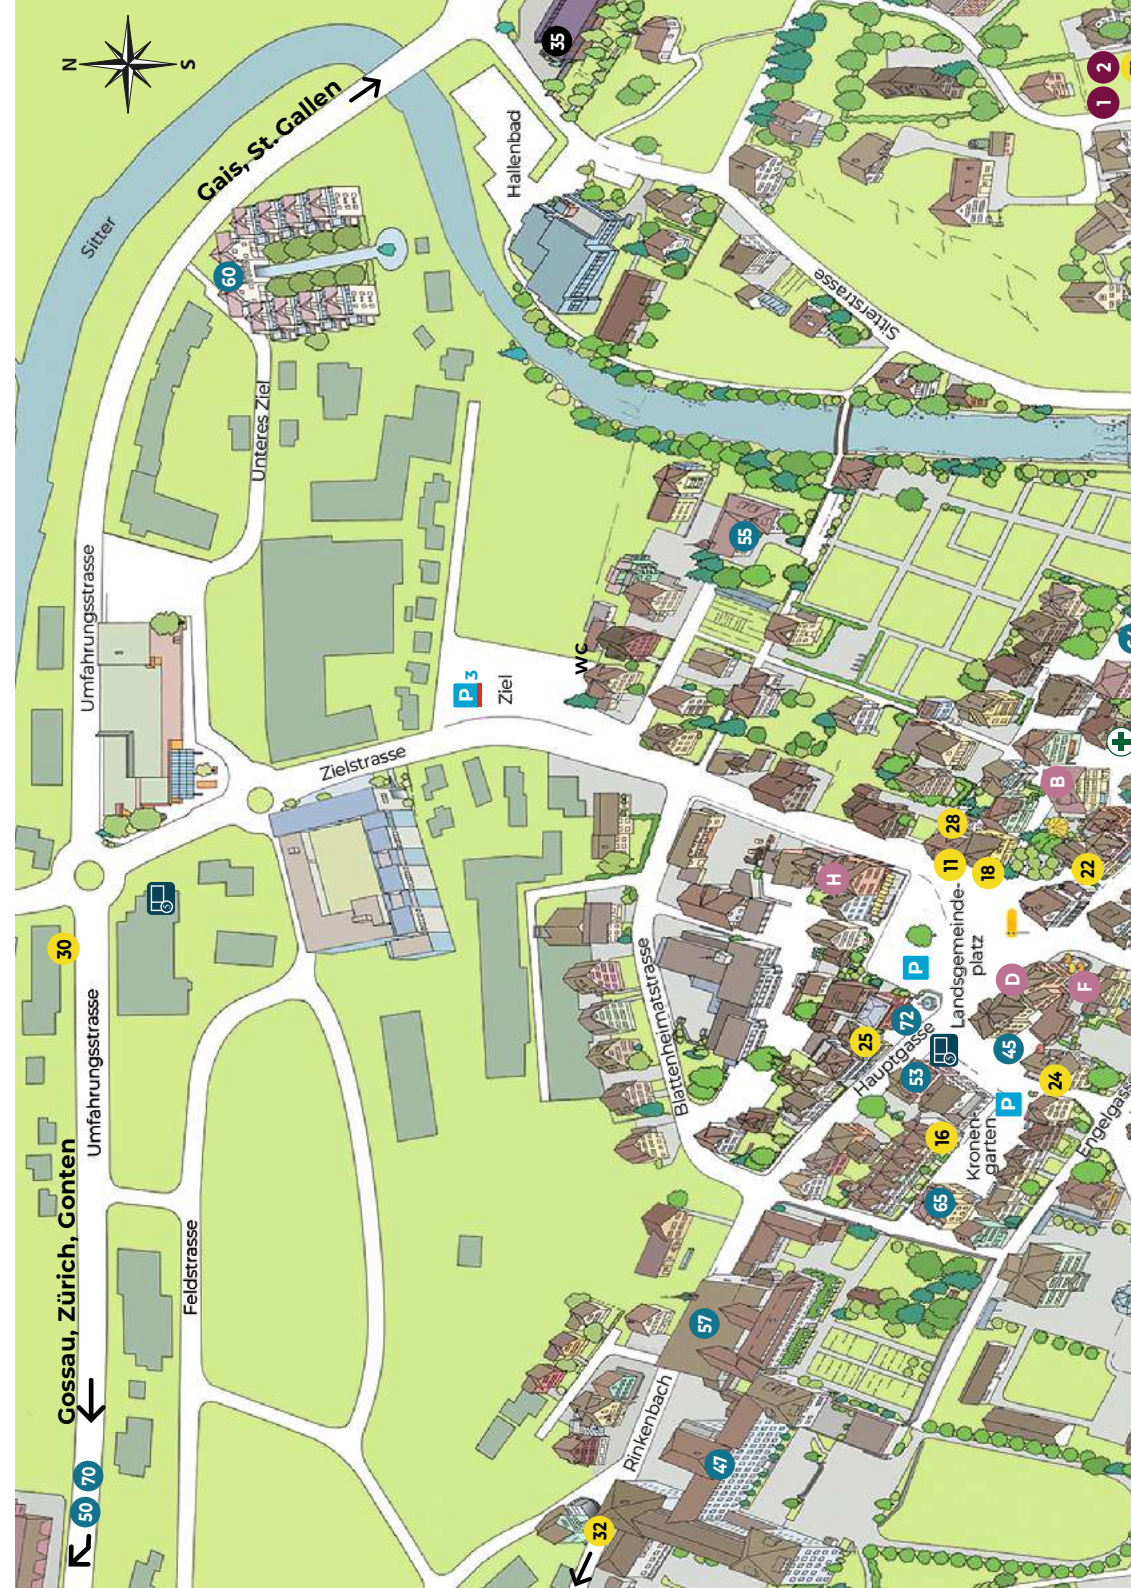 N
S
Gais, St. Gallen
35
1
2
Sitter
60
Hallenbad
Sitterstrasse
Unteres Ziel
Umfahrungsstrasse
55
P 3
Ziel
WC
Zielstrasse
B
28
11
18
22
H
S
30
Umfahrungsstrasse
Blattenheimatstrasse
P
Landsgemeinde-
platz
D
F
72
25
Hauptgasse
53
S
45
24
P
16
Kronen-
garten
65
Engelgasse
Gossau, Zürich, Gonten
Feldstrasse
57
Rinkenbach
47
50
70
32